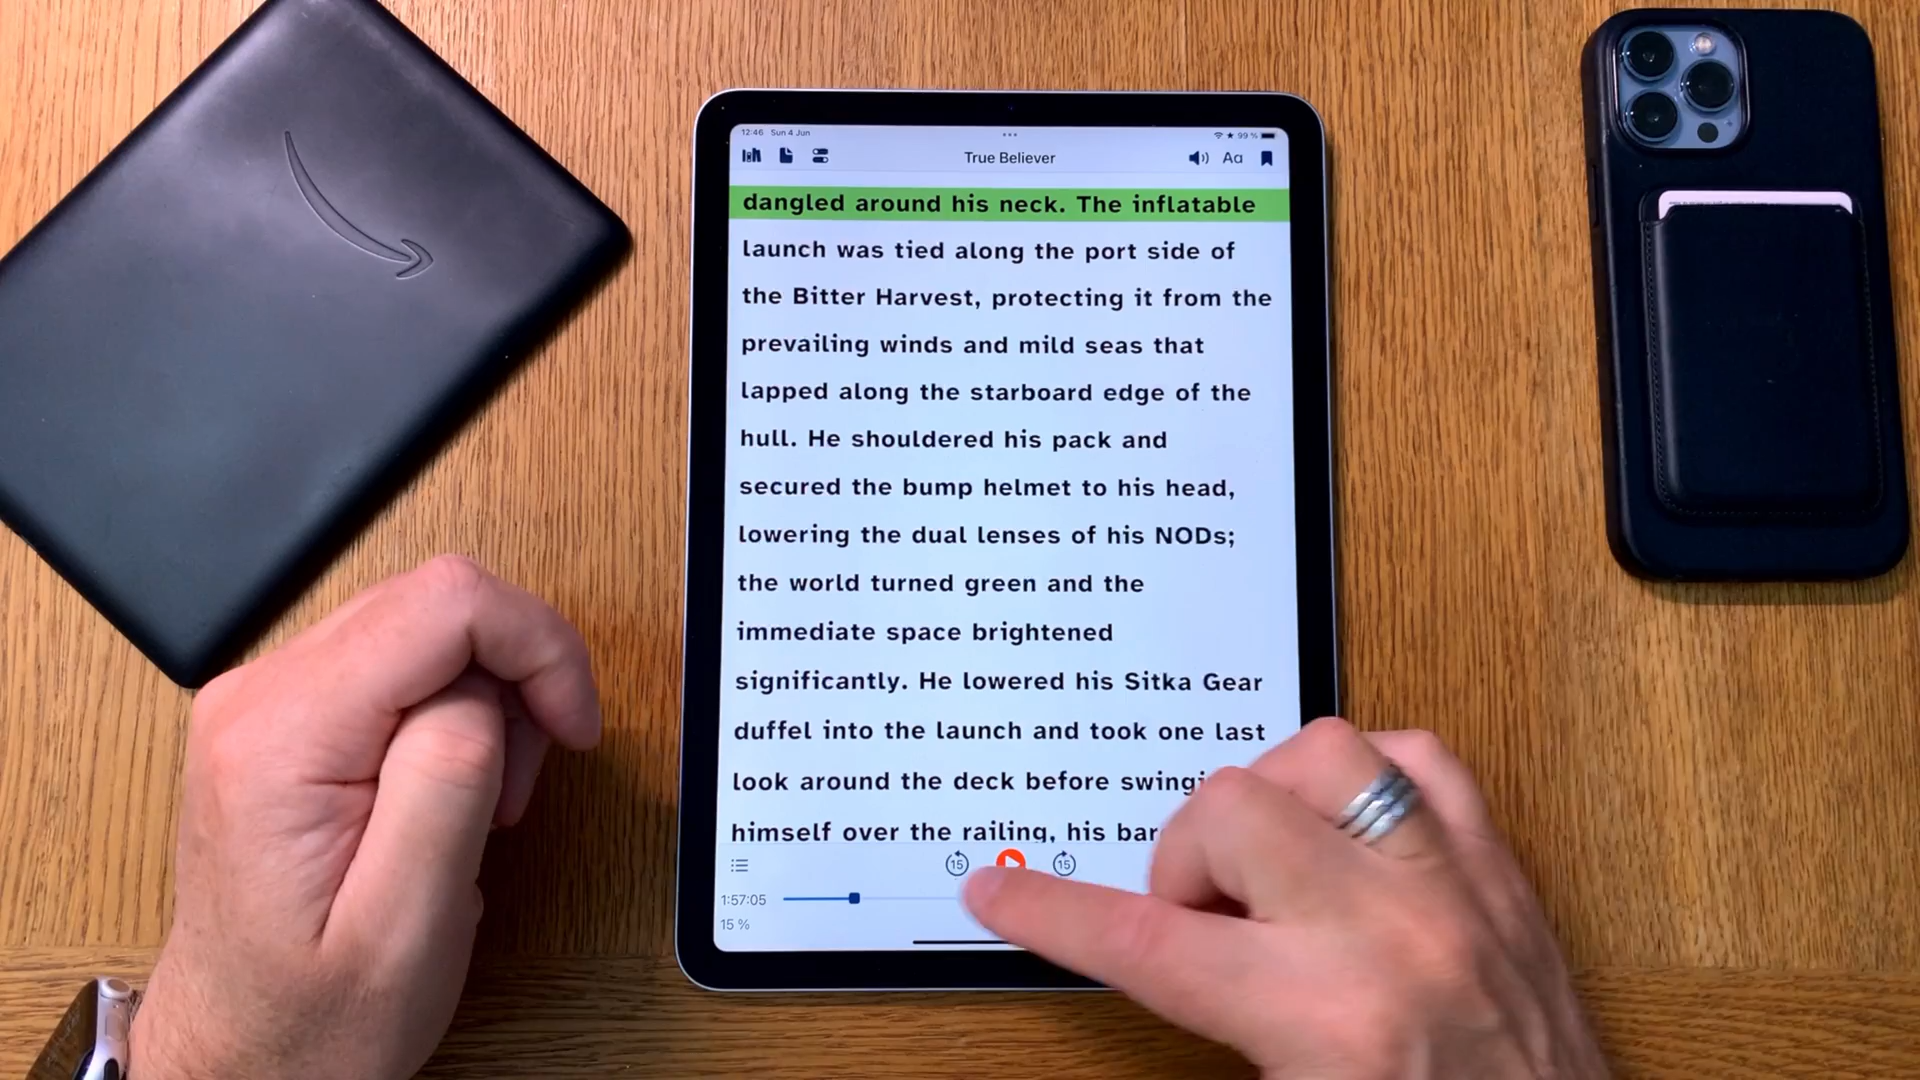 12:46 Sun 4 Jun
99 %
True Believer
Aa
dangled around his neck. The inflatable
launch was tied along the port side of
the Bitter Harvest, protecting it from the
prevailing winds and mild seas that
lapped along the starboard edge of the
hull. He shouldered his pack and
secured the bump helmet to his head,
lowering the dual lenses of his NODs;
the world turned green and the
immediate space brightened
significantly. He lowered his Sitka Gear
duffel into the launch and took one last
look around the deck before
himself over the railing, his
15
15
1:57:05
15 %